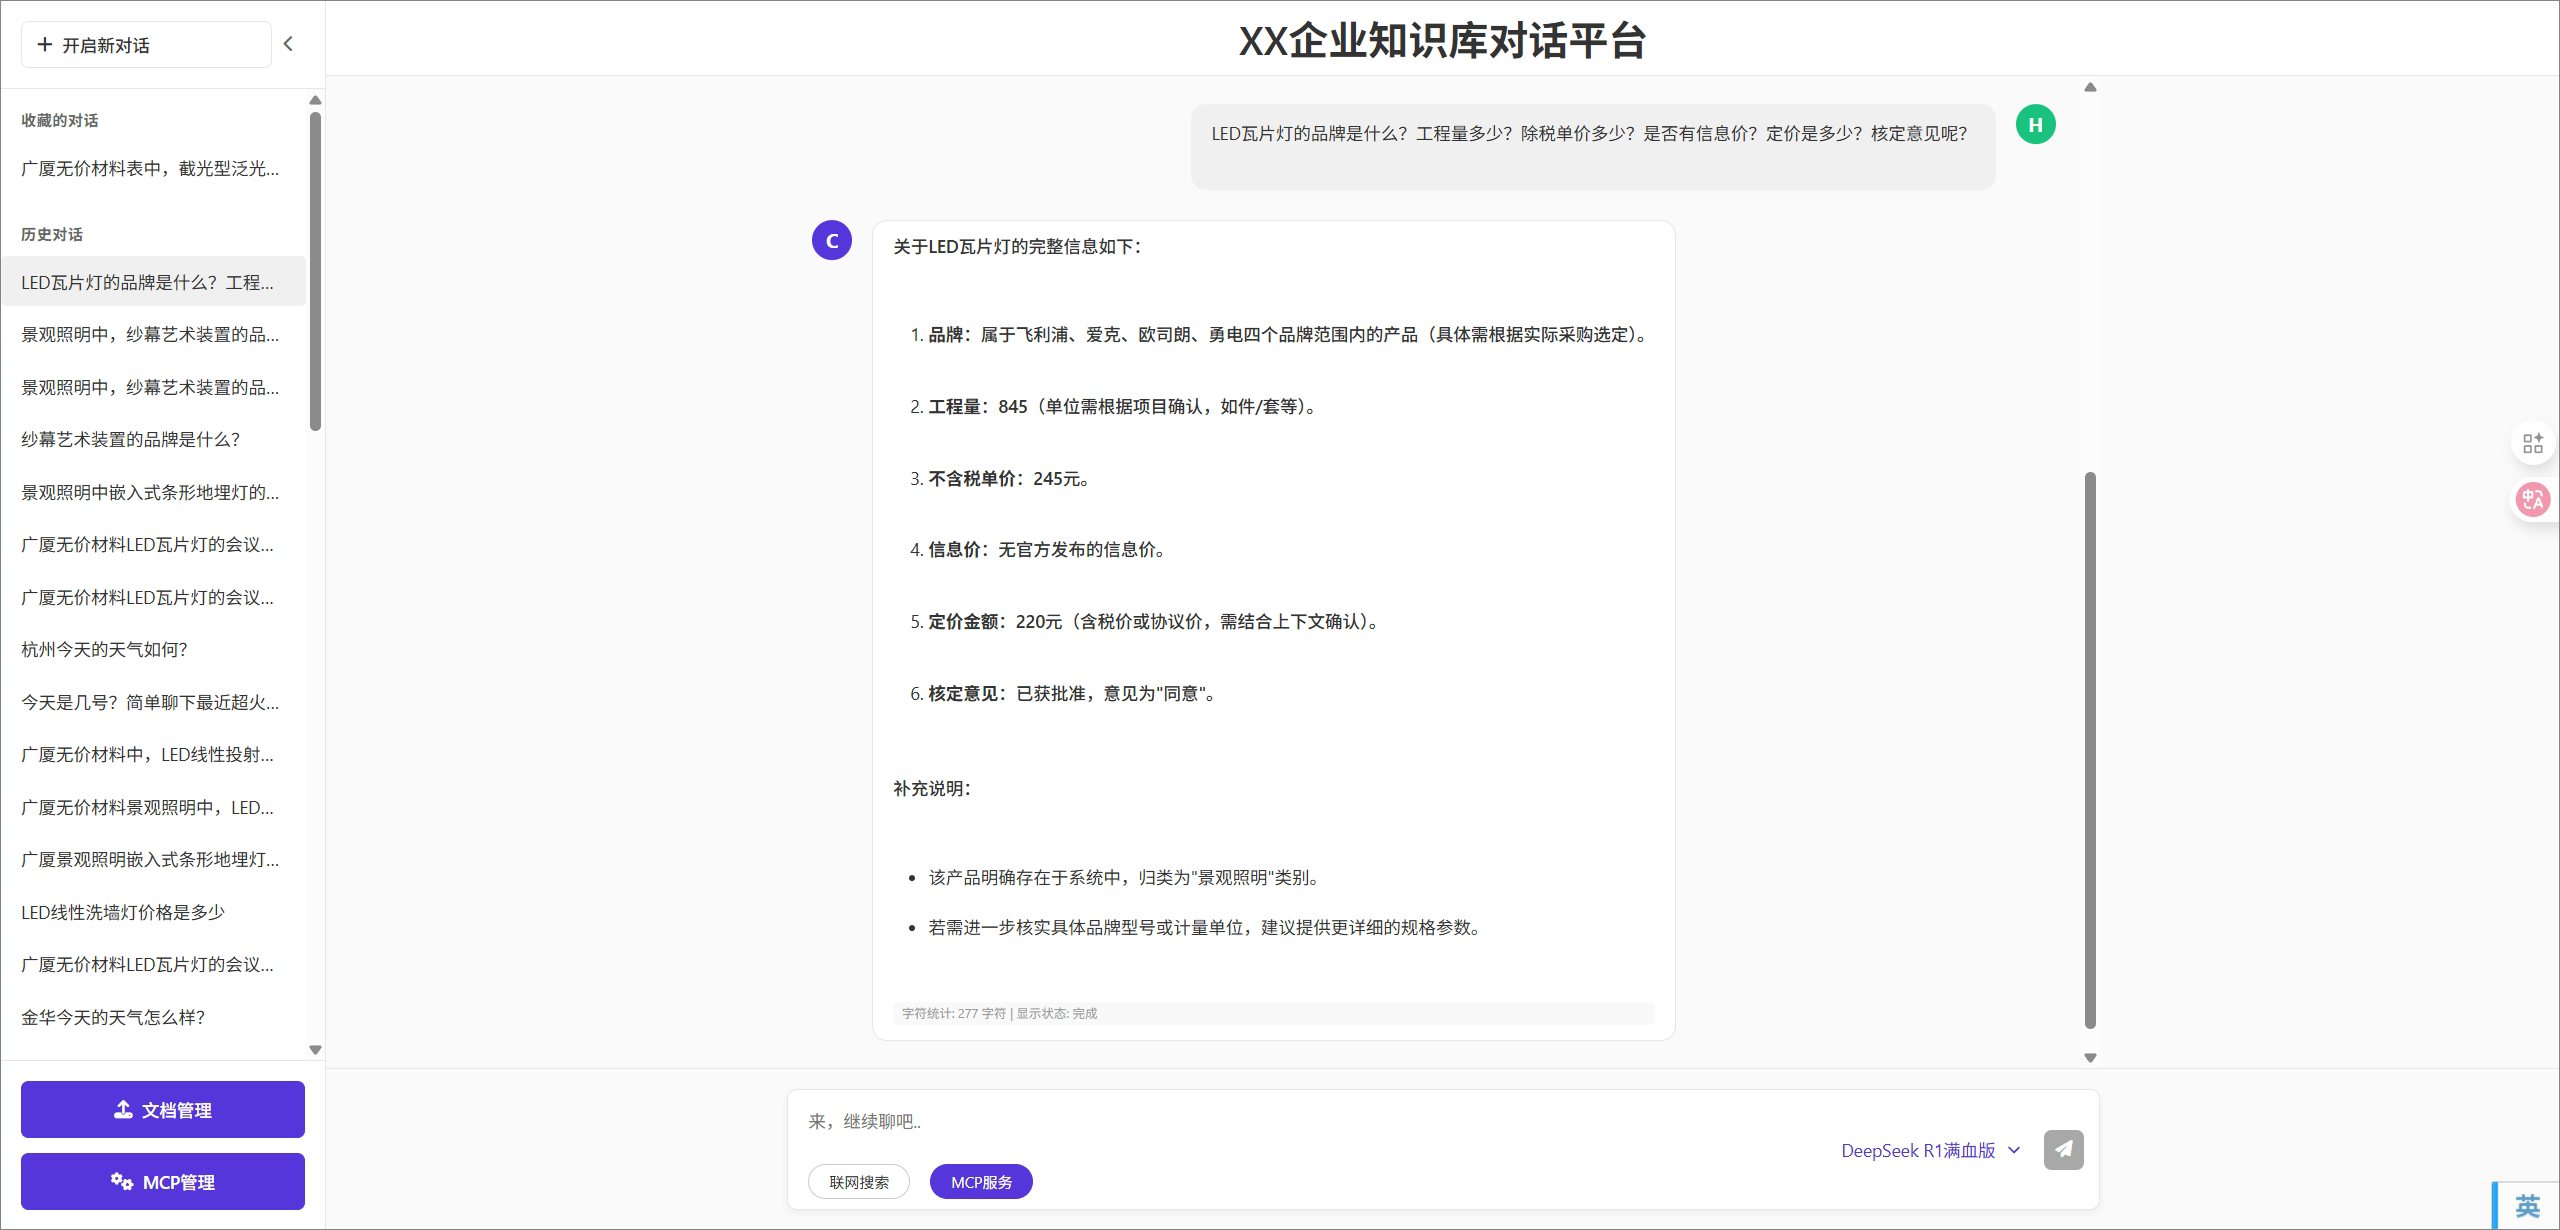 开启新对话
收藏的对话
广厦无价材料表中，截光型泛光...
历史对话
LED瓦片灯的品牌是什么？工程...
景观照明中，纱幕艺术装置的品...
景观照明中，纱幕艺术装置的品...
纱幕艺术装置的品牌是什么？
景观照明中嵌入式条形地埋灯的...
广厦无价材料LED瓦片灯的会议...
广厦无价材料LED瓦片灯的会议...
杭州今天的天气如何？
今天是几号？简单聊下最近超火...
广厦无价材料中，LED线性投射...
广厦无价材料景观照明中，LED...
广厦景观照明嵌入式条形地埋灯...
LED线性洗墙灯价格是多少
广厦无价材料LED瓦片灯的会议...
金华今天的天气怎么样？
文档管理
MCP管理
XX企业知识库对话平台
LED瓦片灯的品牌是什么？工程量多少？除税单价多少？是否有信息价？定价是多少？核定意见呢？
H
C
关于LED瓦片灯的完整信息如下：
1. 品牌：属于飞利浦、爱克、欧司朗、勇电四个品牌范围内的产品（具体需根据实际采购选定）。
2. 工程量：845（单位需根据项目确认，如件/套等）。
3. 不含税单价：245元。
4. 信息价：无官方发布的信息价。
5. 定价金额：220元（含税价或协议价，需结合上下文确认）。
6. 核定意见：已获批准，意见为"同意"。
补充说明：
• 该产品明确存在于系统中，归类为"景观照明"类别。
• 若需进一步核实具体品牌型号或计量单位，建议提供更详细的规格参数。
字符统计: 277 字符 | 显示状态: 完成
来，继续聊吧..
DeepSeek R1满血版
联网搜索
MCP服务
中A
英